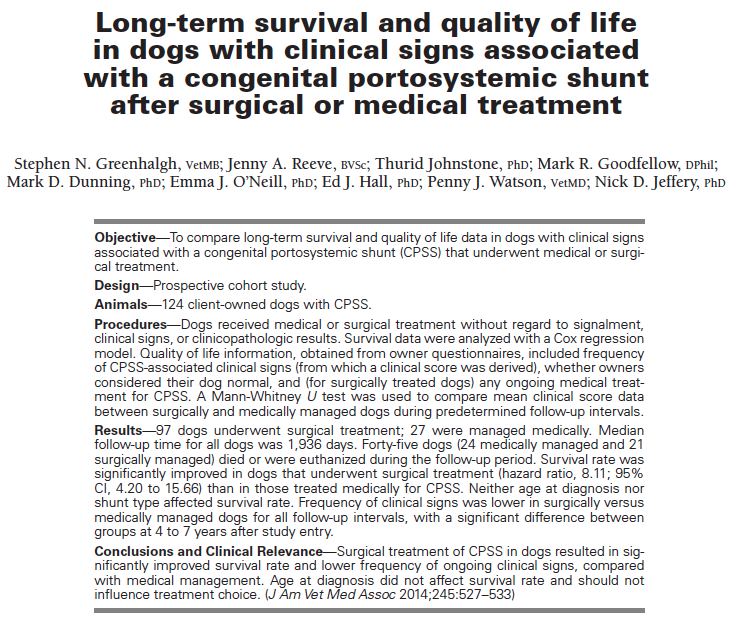 Long-term survival and quality of life
in dogs with clinical signs associated
with a congenital portosystemic shunt
after surgical or medical treatment
Stephen N. Greenhalgh, VetMB; Jenny A. Reeve, BVSc; Thurid Johnstone, PhD; Mark R. Goodfellow, DPhil;
Mark D. Dunning, PhD; Emma J. O’Neill, PhD; Ed J. Hall, PhD; Penny J. Watson, VetMD; Nick D. Jeffery, PhD
Objective—To compare long-term survival and quality of life data in dogs with clinical signs
associated with a congenital portosystemic shunt (CPSS) that underwent medical or surgi-
cal treatment.
Design—Prospective cohort study.
Animals—124 client-owned dogs with CPSS.
Procedures—Dogs received medical or surgical treatment without regard to signalment,
clinical signs, or clinicopathologic results. Survival data were analyzed with a Cox regression
model. Quality of life information, obtained from owner questionnaires, included frequency
of CPSS-associated clinical signs (from which a clinical score was derived), whether owners
considered their dog normal, and (for surgically treated dogs) any ongoing medical treat-
ment for CPSS. A Mann-Whitney U test was used to compare mean clinical score data
between surgically and medically managed dogs during predetermined follow-up intervals.
Results—97 dogs underwent surgical treatment; 27 were managed medically. Median
follow-up time for all dogs was 1,936 days. Forty-five dogs (24 medically managed and 21
surgically managed) died or were euthanized during the follow-up period. Survival rate was
significantly improved in dogs that underwent surgical treatment (hazard ratio, 8.11; 95%
CI, 4.20 to 15.66) than in those treated medically for CPSS. Neither age at diagnosis nor
shunt type affected survival rate. Frequency of clinical signs was lower in surgically versus
medically managed dogs for all follow-up intervals, with a significant difference between
groups at 4 to 7 years after study entry.
Conclusions and Clinical Relevance—Surgical treatment of CPSS in dogs resulted in sig-
nificantly improved survival rate and lower frequency of ongoing clinical signs, compared
with medical management. Age at diagnosis did not affect survival rate and should not
influence treatment choice. (J Am Vet Med Assoc 2014;245:527–533)